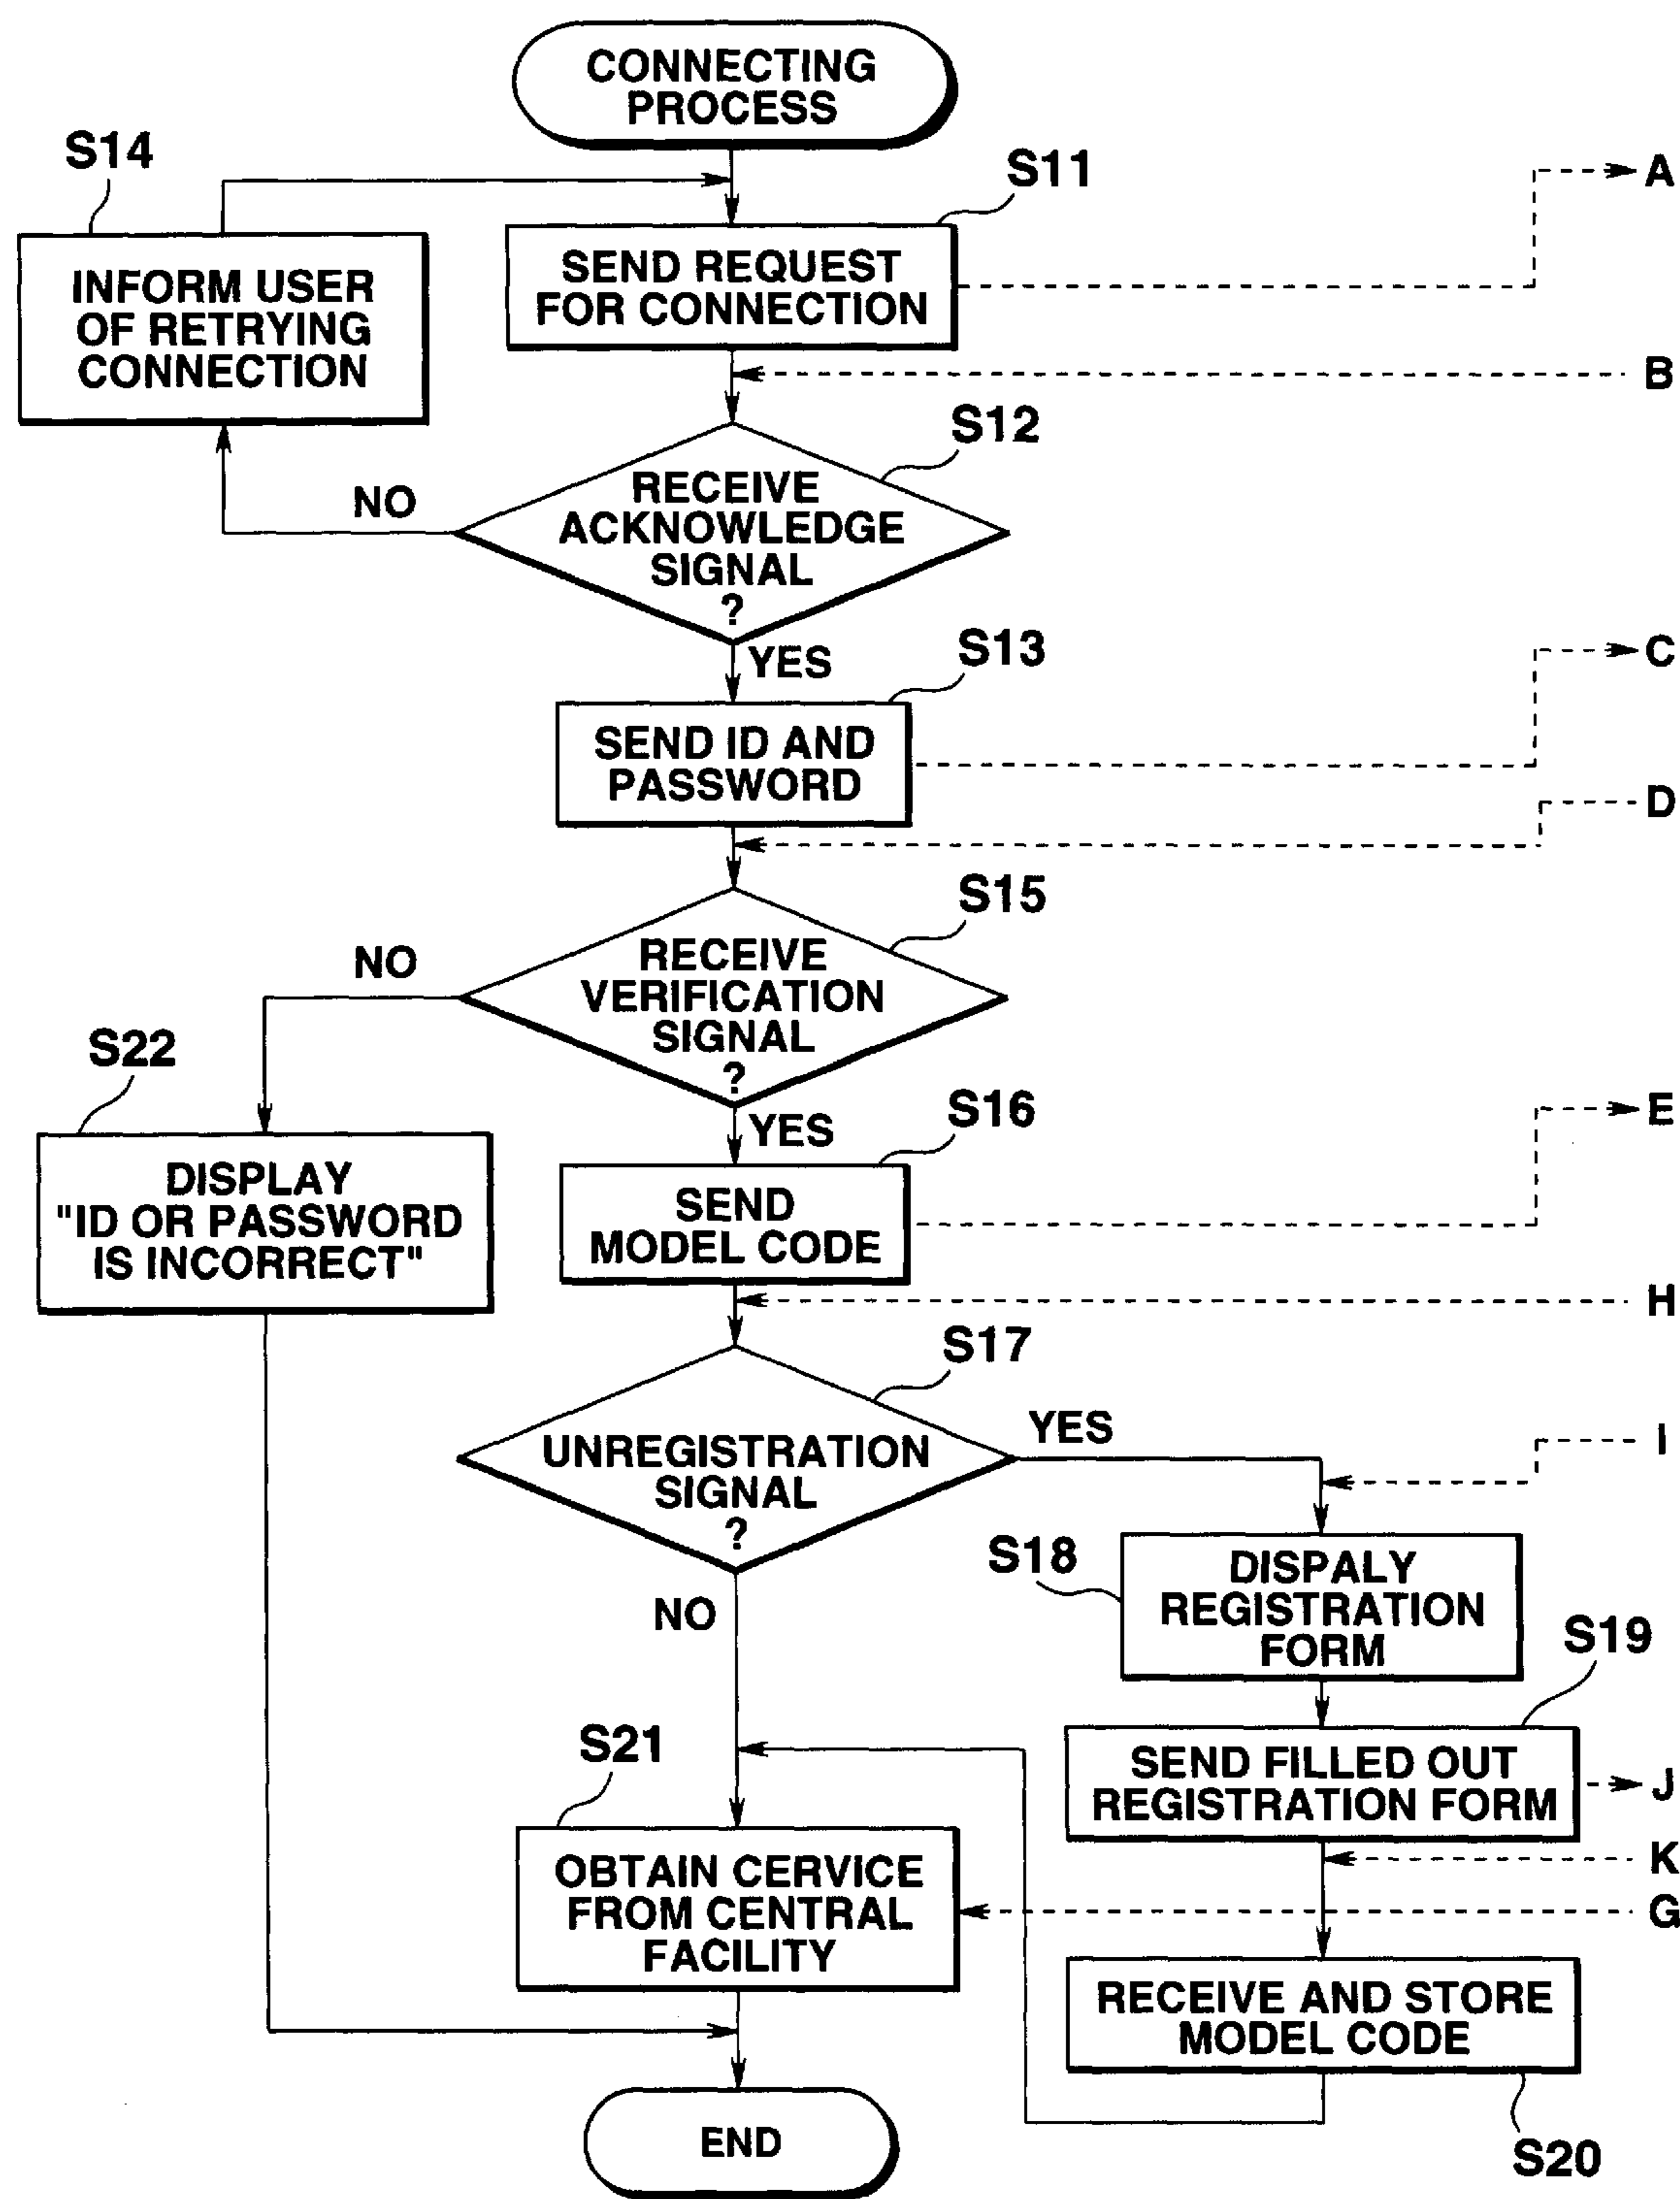 CONNECTING
PROCESS
S14
S11
A
INFORM USER
OF RETRYING
CONNECTION
SEND REQUEST
FOR CONNECTION
B
S12
NO
RECEIVE
ACKNOWLEDGE
SIGNAL
?
YES
S13
C
SEND ID AND
PASSWORD
D
S15
NO
RECEIVE
VERIFICATION
SIGNAL
?
S22
YES
S16
E
DISPLAY
"ID OR PASSWORD
IS INCORRECT"
SEND
MODEL CODE
H
S17
YES
I
UNREGISTRATION
SIGNAL
?
NO
S18
DISPALY
REGISTRATION
FORM
S19
S21
SEND FILLED OUT
REGISTRATION FORM
J
K
OBTAIN CERVICE
FROM CENTRAL
FACILITY
G
RECEIVE AND STORE
MODEL CODE
END
S20